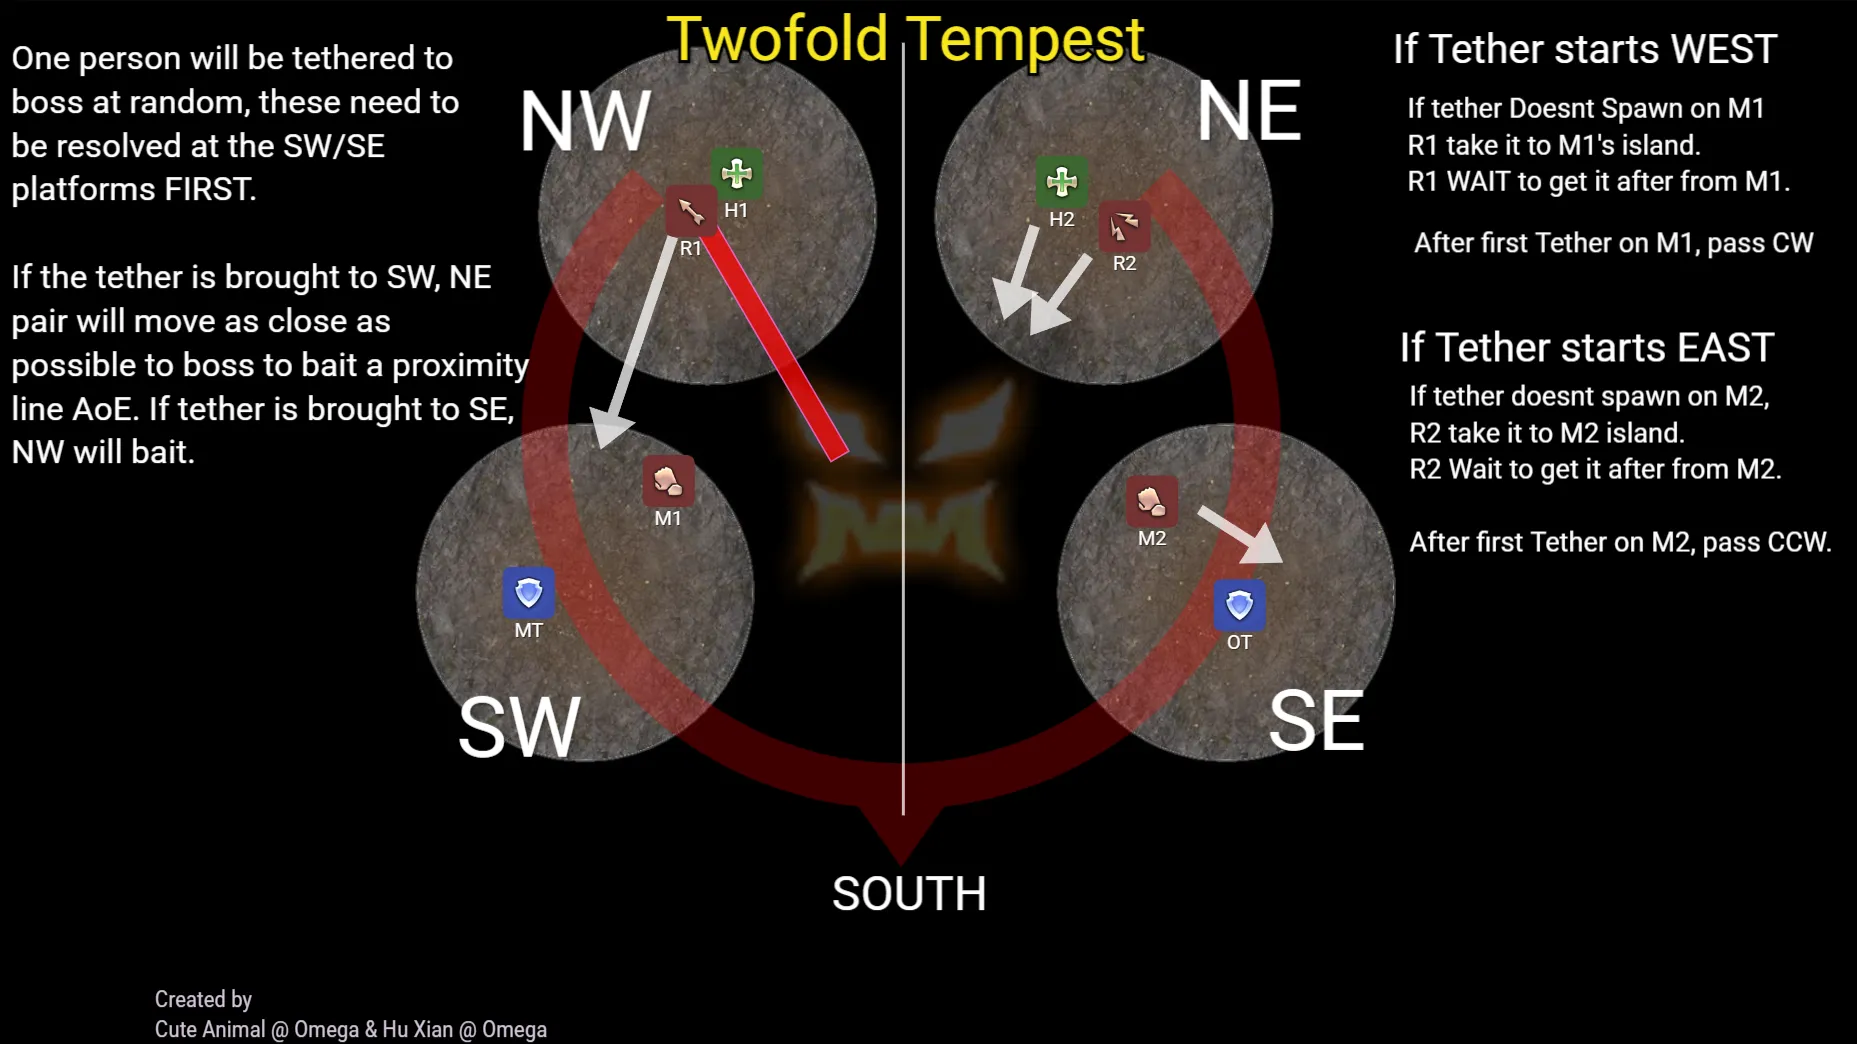 Twofold Tempest
One person will be tethered to
boss at random, these need to
be resolved at the SW/SE
platforms FIRST.
If the tether is brought to SW, NE
pair will move as close as
possible to boss to bait a proximity
line AoE. If tether is brought to SE,
NW will bait.
NW
H1
R1
NE
H2
R2
M1
MT
SW
M2
OT
SE
SOUTH
If Tether starts WEST
If tether Doesnt Spawn on M1
R1 take it to M1's island.
R1 WAIT to get it after from M1.
After first Tether on M1, pass CW
If Tether starts EAST
If tether doesnt spawn on M2,
R2 take it to M2 island.
R2 Wait to get it after from M2.
After first Tether on M2, pass CCW.
Created by
Cute Animal @ Omega & Hu Xian @ Omega